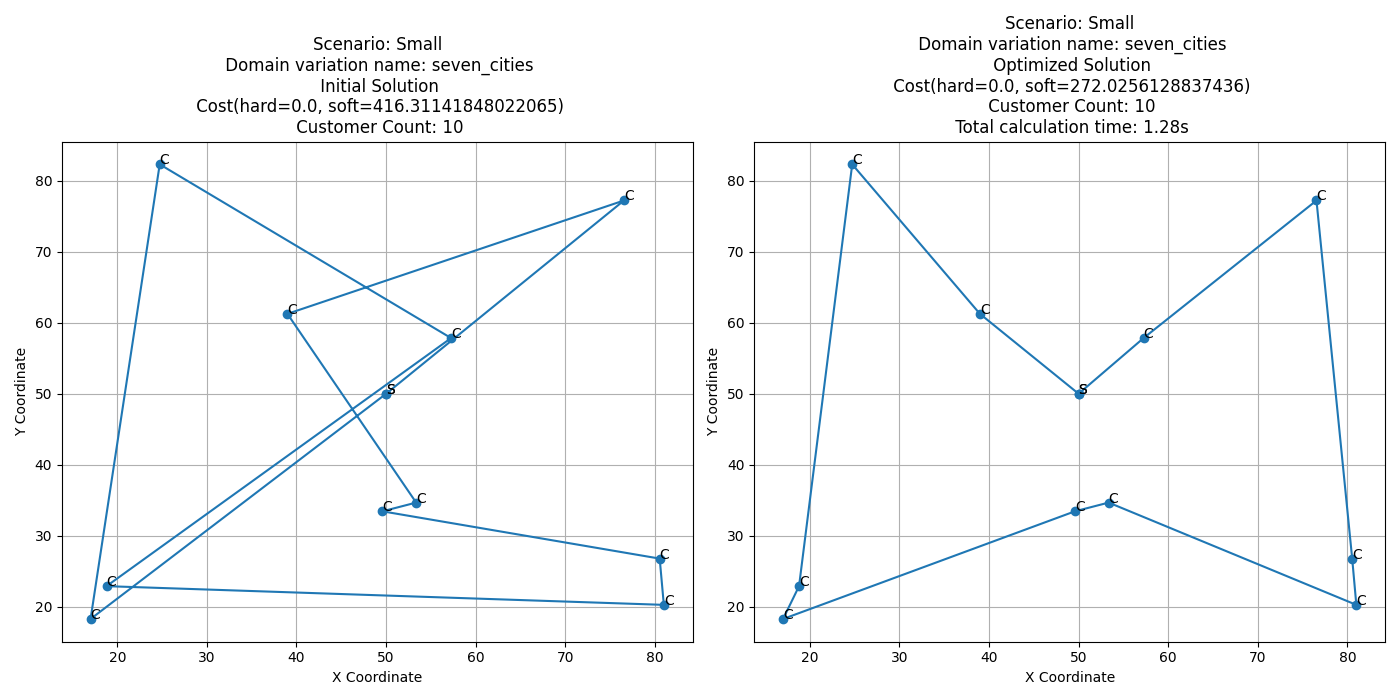 Scenario: Small
Domain variation name: seven_cities
Initial Solution
Cost(hard=0.0, soft=416.31141848022065)
Customer Count: 10
C
C
C
C
S
C
C
C
C
C
C
80
70
60
50
40
30
20
Y Coordinate
20
30
40
50
60
70
80
X Coordinate
Scenario: Small
Domain variation name: seven_cities
Optimized Solution
Cost(hard=0.0, soft=272.0256128837436)
Customer Count: 10
Total calculation time: 1.28s
C
C
C
C
S
C
C
C
C
C
C
80
70
60
50
40
30
20
Y Coordinate
20
30
40
50
60
70
80
X Coordinate